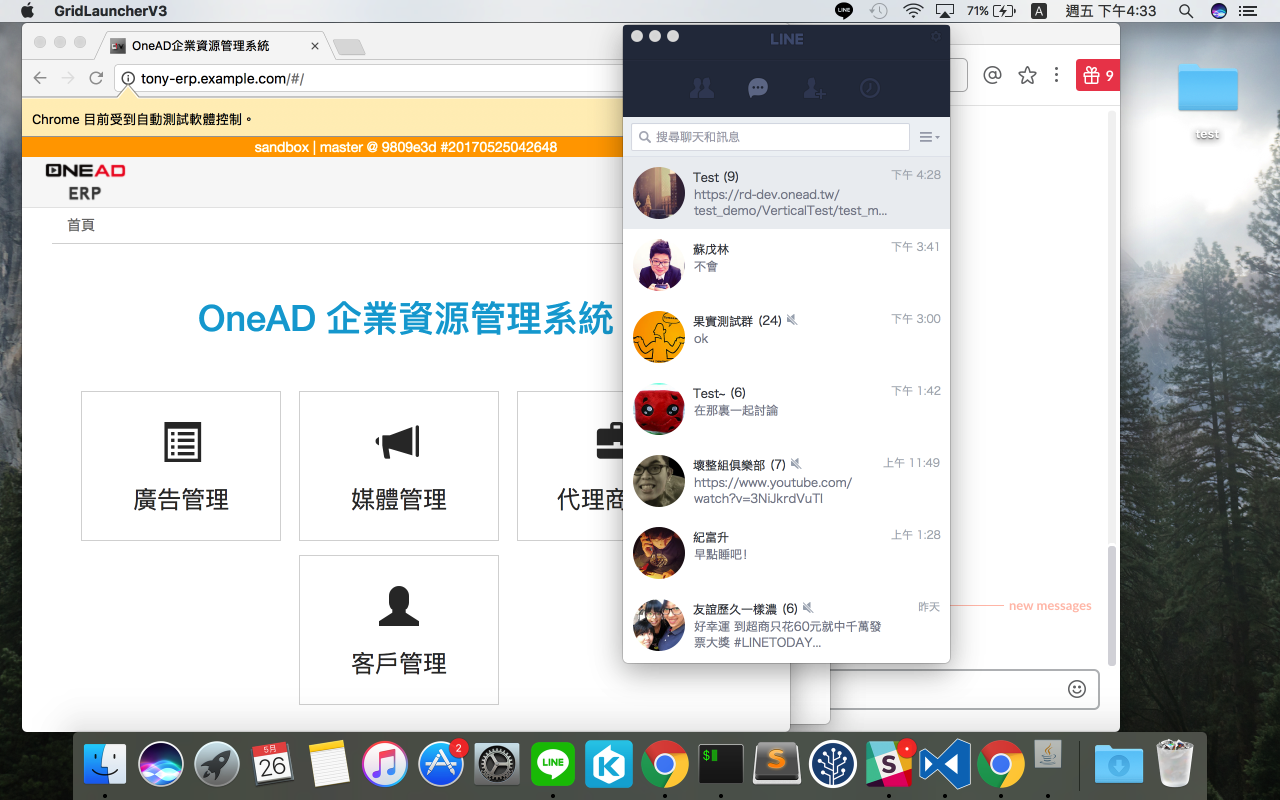 GridLauncherV3
LINE
71%
A
週五 下午4:33
OneAD企業資源管理系統
tony-erp.example.com/#/
Chrome 目前受到自動測試軟體控制。
sandbox | master @ 9809e3d #20170525042648
ONEAD
ERP
首頁
OneAD 企業資源管理系統
廣告管理
媒體管理
代理商
客戶管理
LINE
搜尋聊天和訊息
Test (9)
下午 4:28
https://rd-dev.onead.tw/
test_demo/VerticalTest/test_m...
蘇戊林
下午 3:41
不會
果實測試群 (24)
下午 3:00
ok
Test~ (6)
下午 1:42
在那裏一起討論
壞整組俱樂部 (7)
上午 11:49
https://www.youtube.com/
watch?v=3NiJkrdVuTI
紀富升
上午 1:28
早點睡吧!
友誼歷久一樣濃 (6)
昨天
好幸運 到超商只花60元就中千萬發
票大獎 #LINETODAY...
9
new messages
test
5月
26
2
LINE
$
S